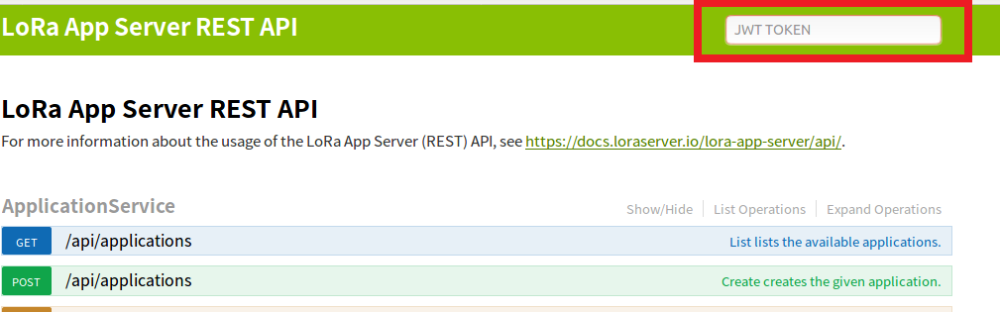 LoRa App Server REST API
JWT TOKEN
LoRa App Server REST API
For more information about the usage of the LoRa App Server (REST) API, see https://docs.loraserver.io/lora-app-server/api/.
ApplicationService Show/Hide List Operations Expand Operations
GET /api/applications List lists the available applications.
POST /api/applications Create creates the given application.